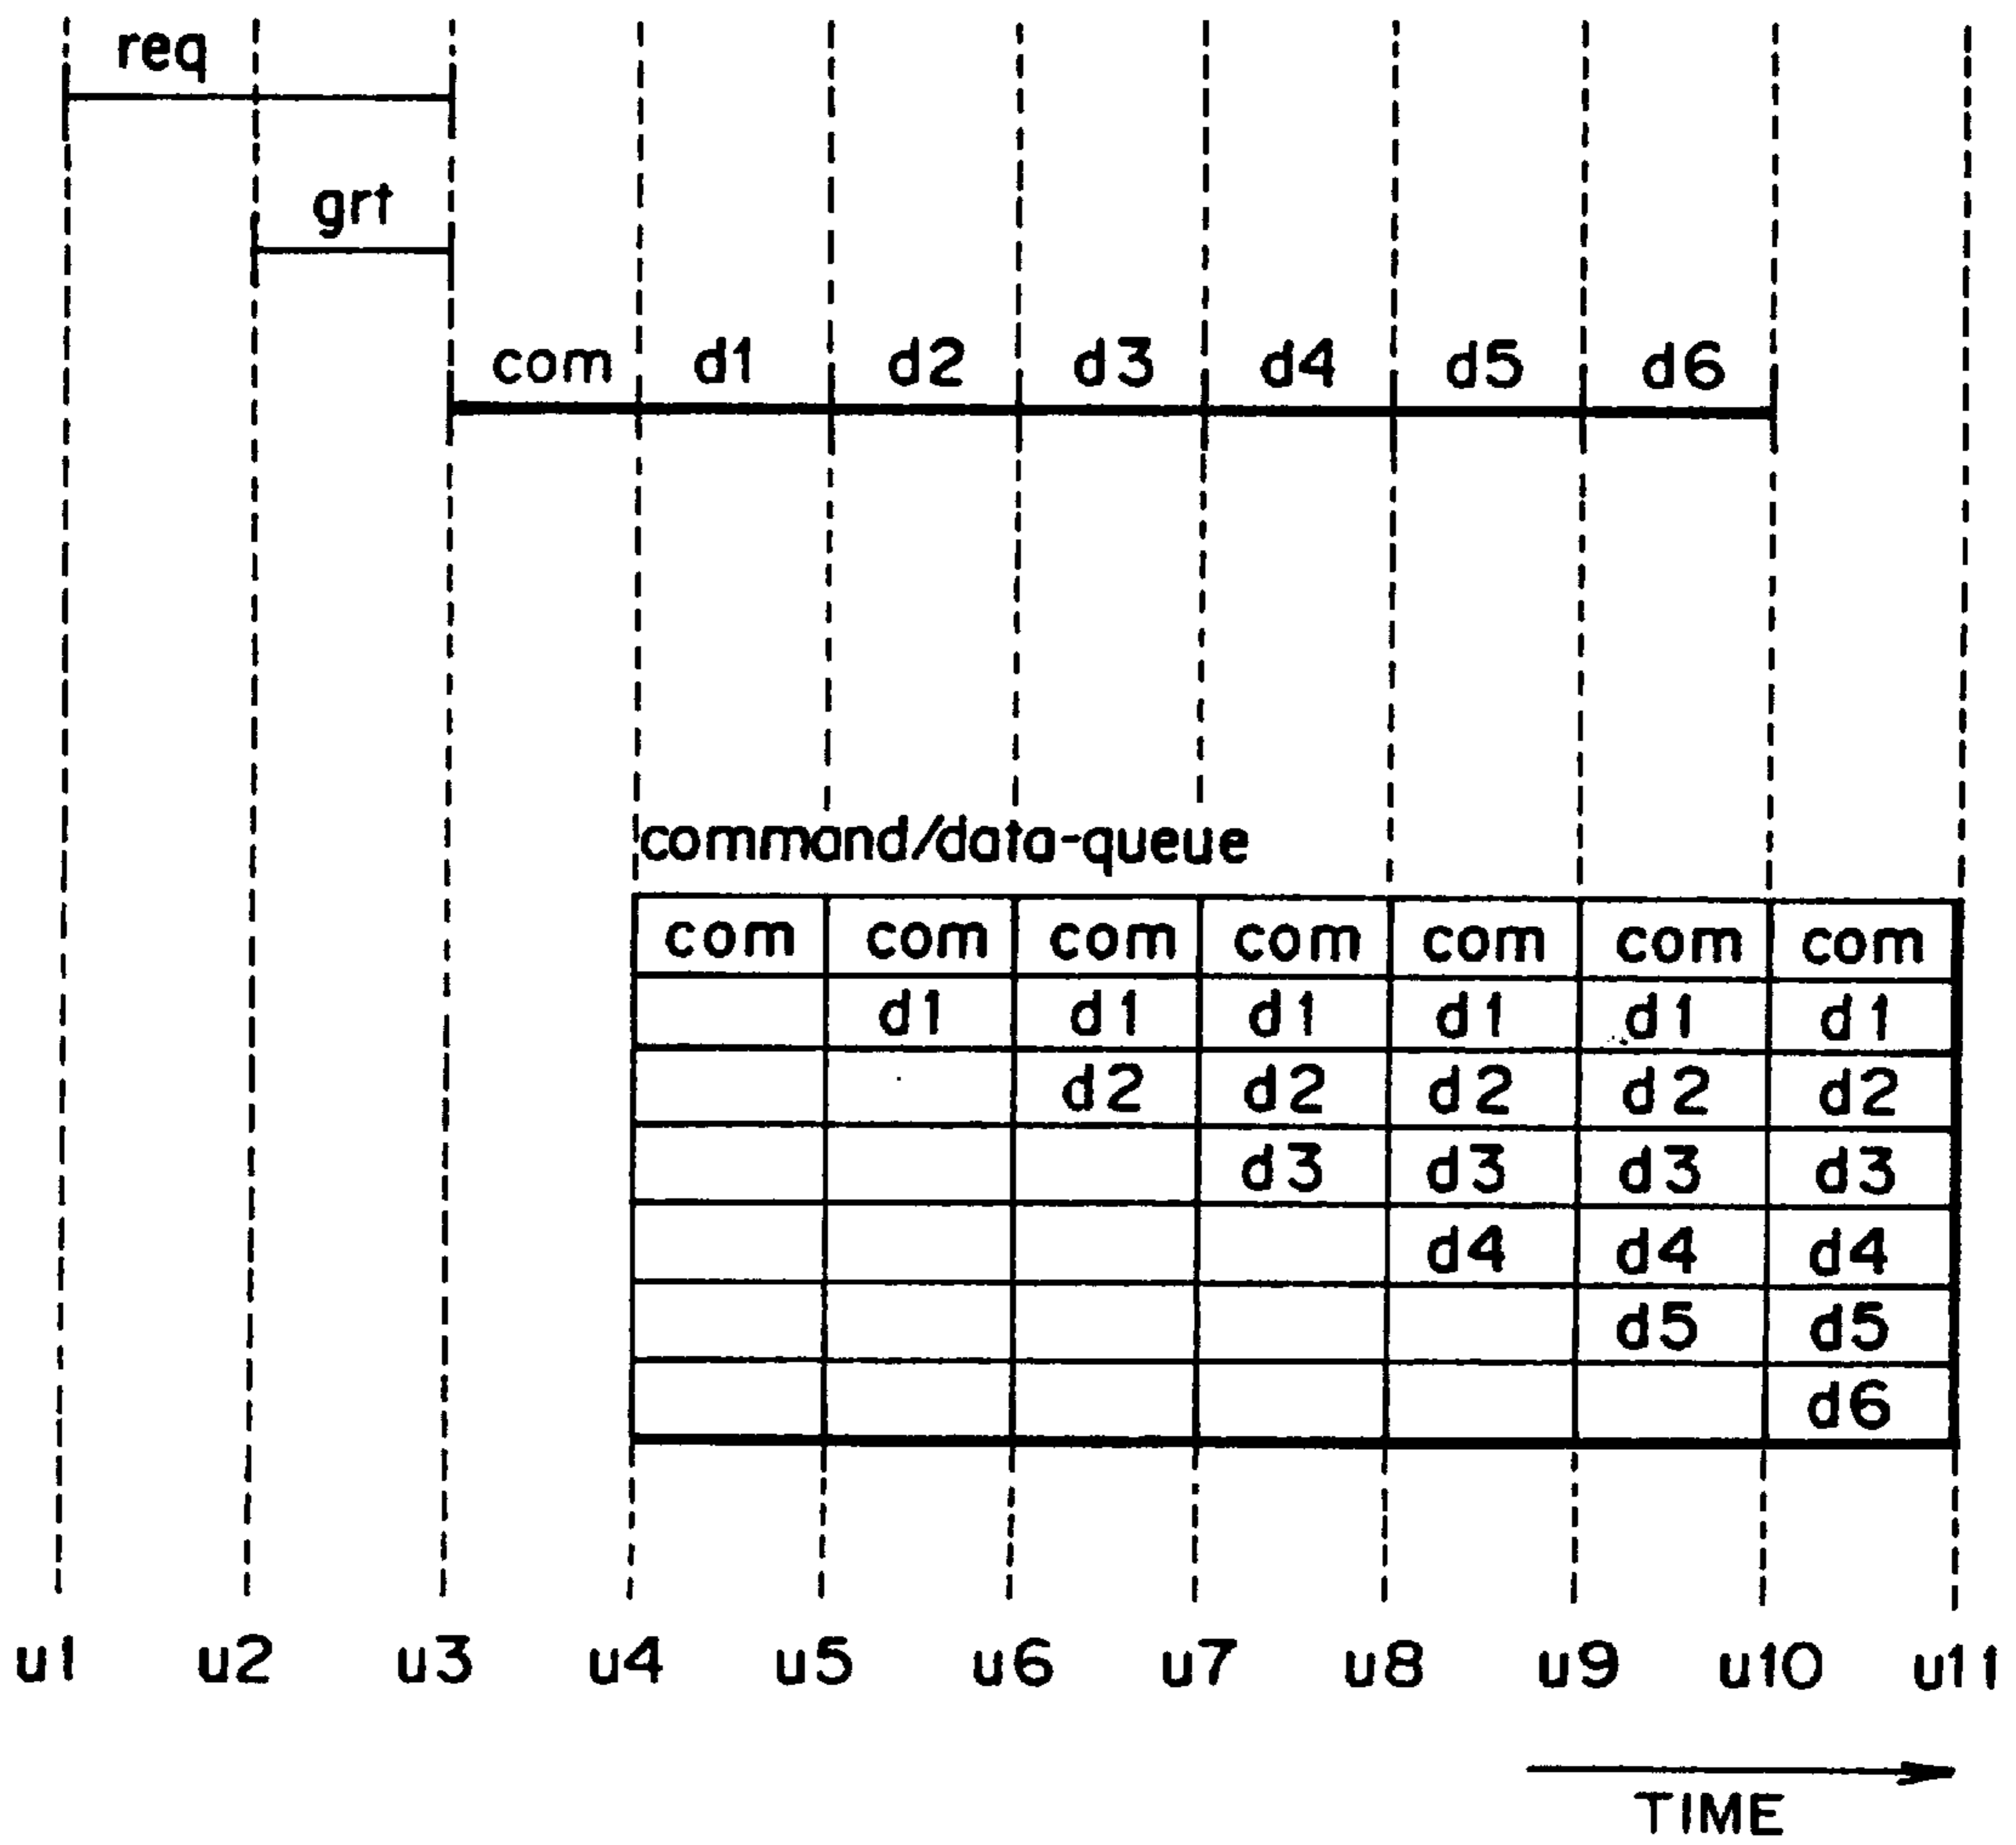 req
grt
com d1 d2 d3 d4 d5 d6
command/data-queue
com com com com com com com
d1 d1 d1 d1 d1 d1
d2 d2 d2 d2 d2
d3 d3 d3 d3
d4 d4 d4
d5 d5
d6
u1 u2 u3 u4 u5 u6 u7 u8 u9 u10 u11
TIME